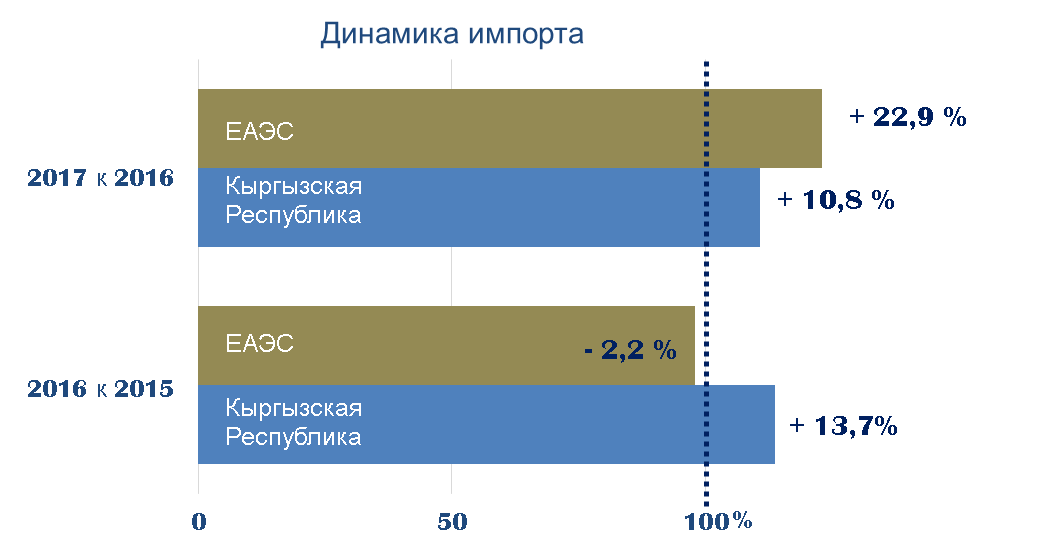 Динамика импорта
ЕАЭС
+ 22,9 %
2017 к 2016
Кыргызская
Республика
+ 10,8 %
ЕАЭС
- 2,2 %
2016 к 2015
Кыргызская
Республика
+ 13,7%
0
50
100%